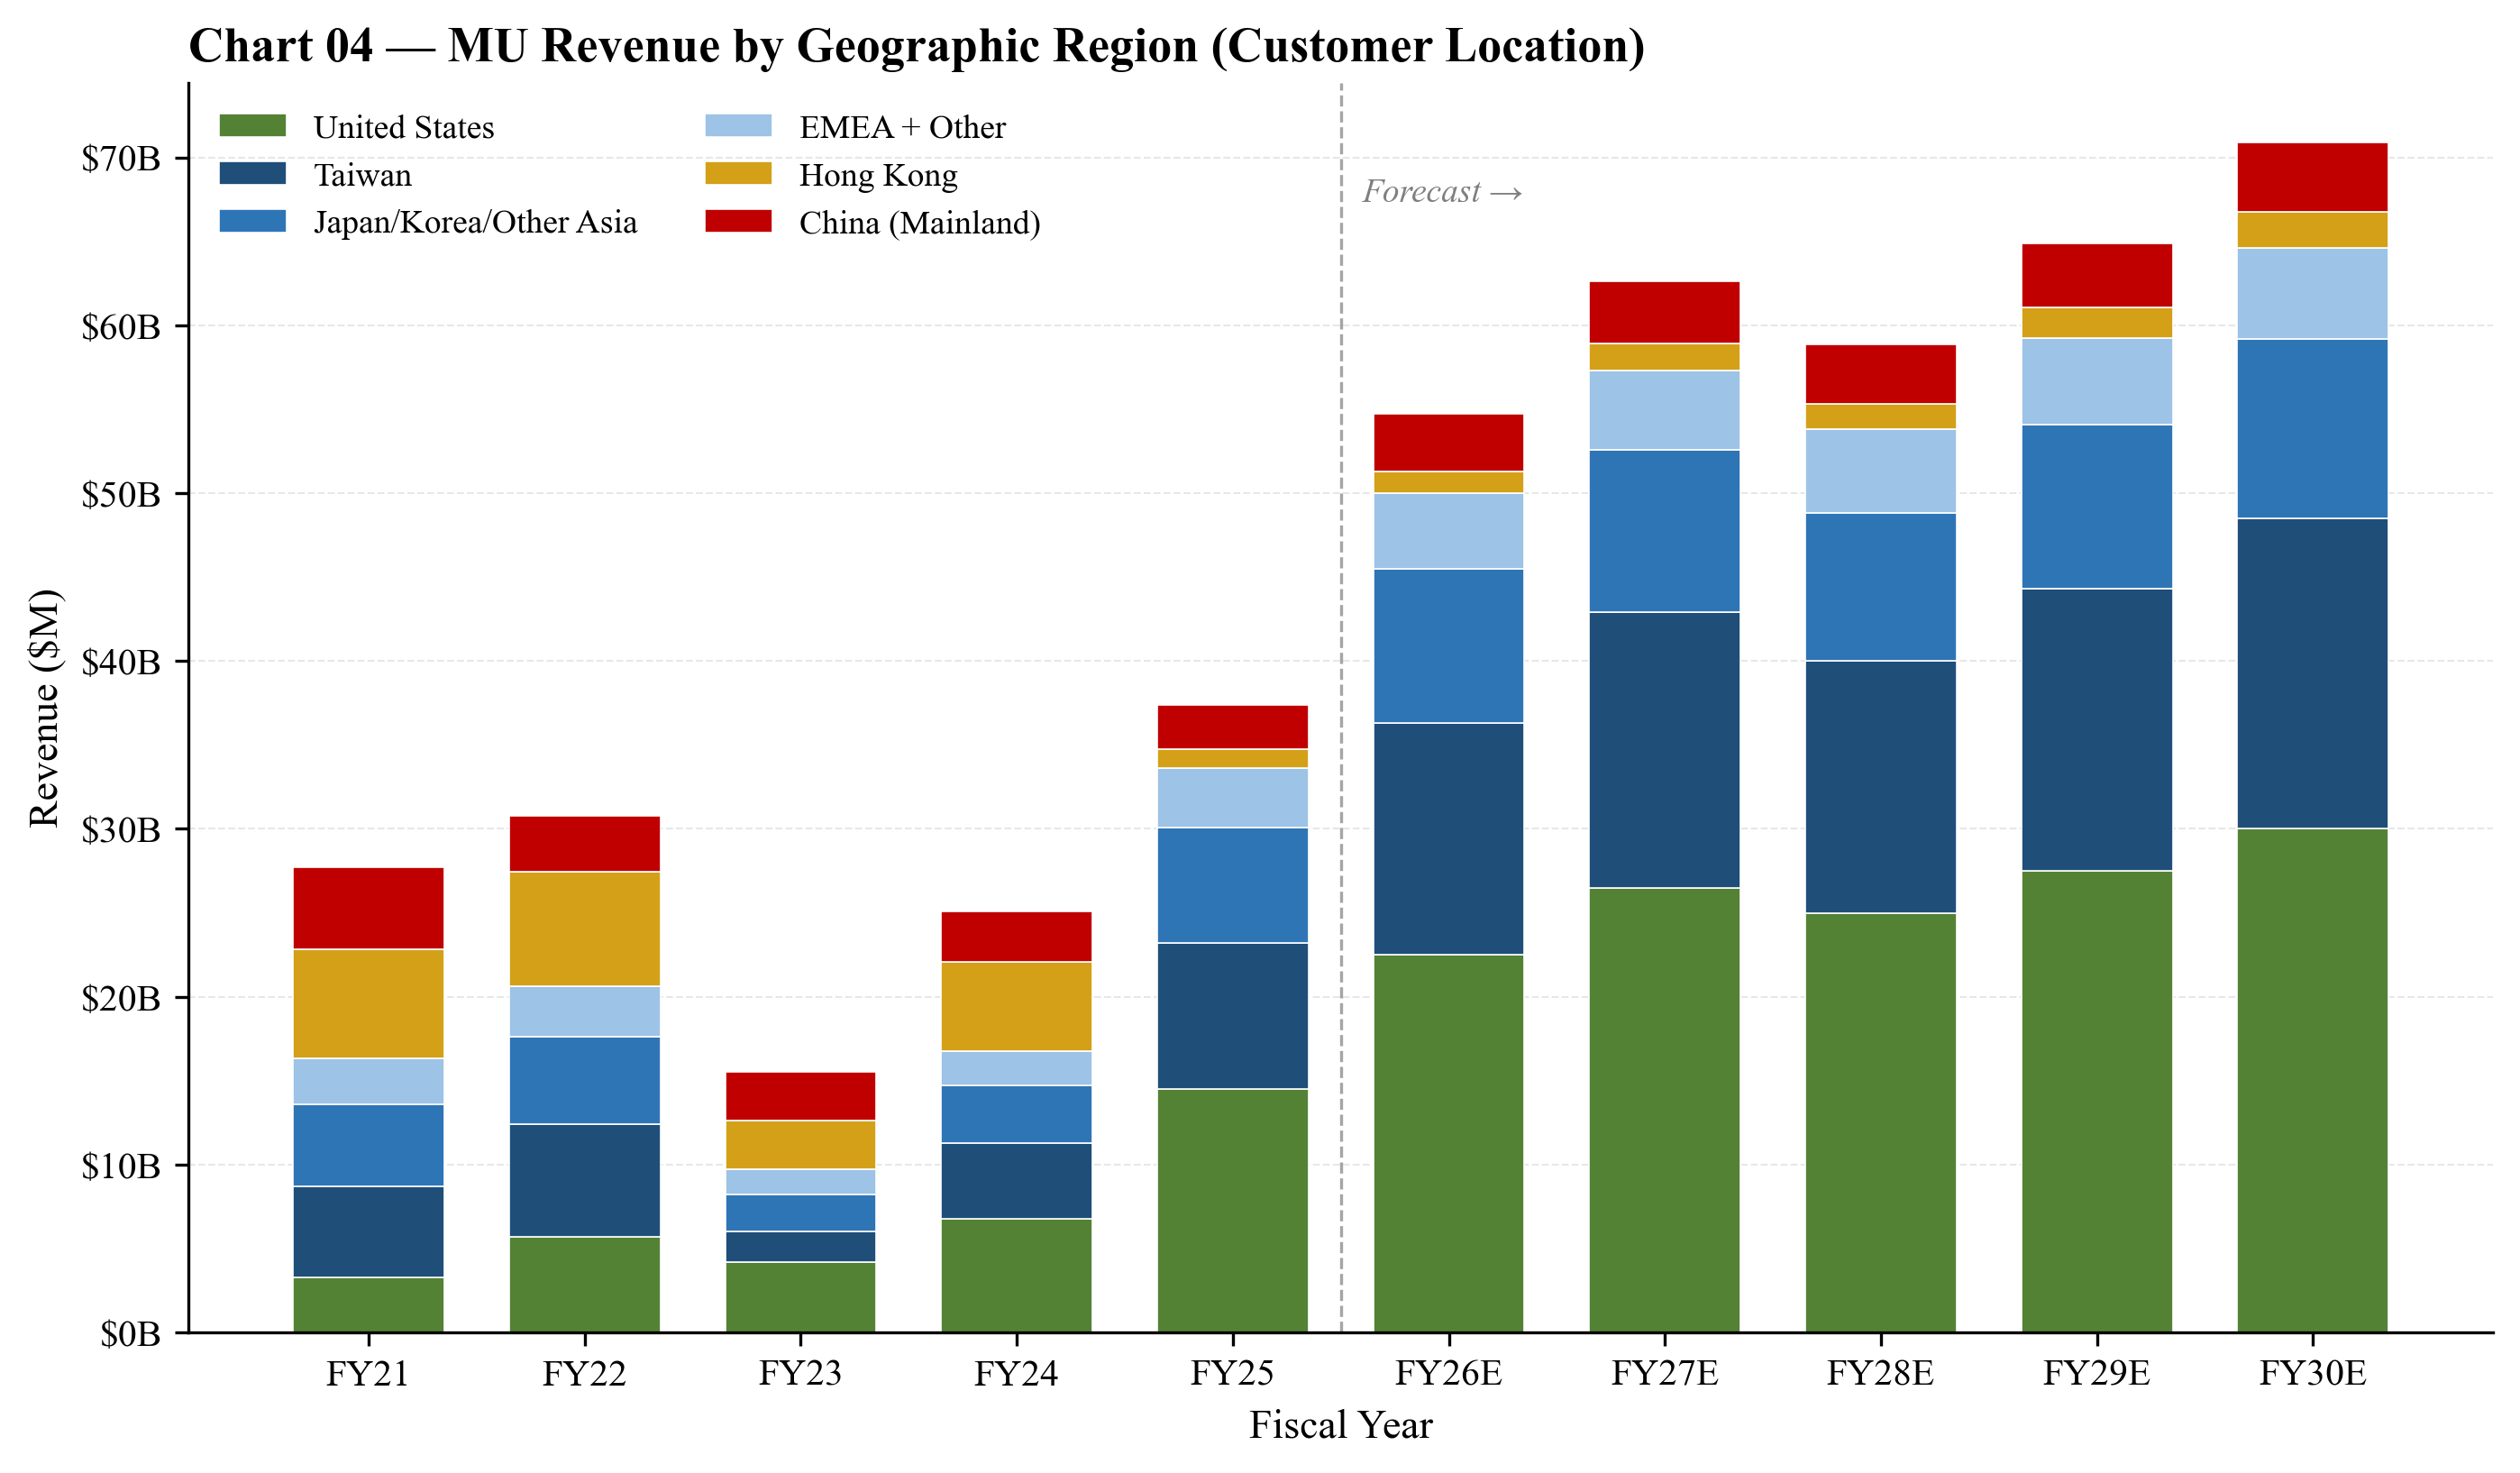 Chart 04 — MU Revenue by Geographic Region (Customer Location)
United States
Taiwan
Japan/Korea/Other Asia
EMEA + Other
Hong Kong
China (Mainland)
Forecast →
Revenue ($M)
$70B
$60B
$50B
$40B
$30B
$20B
$10B
$0B
FY21 FY22 FY23 FY24 FY25 FY26E FY27E FY28E FY29E FY30E
Fiscal Year